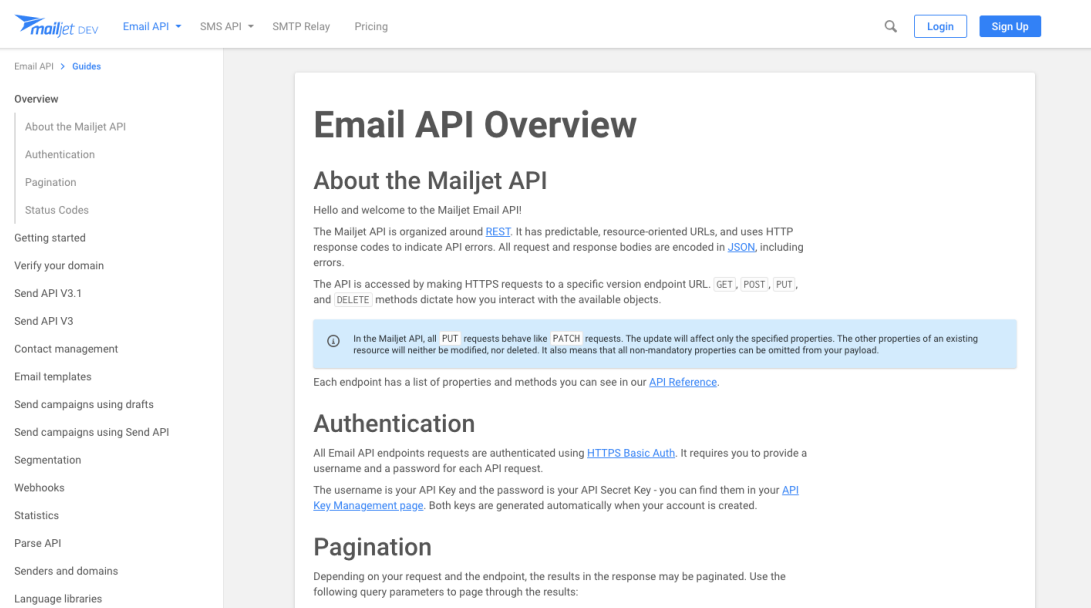 mailjet DEV
Email API
SMS API
SMTP Relay
Pricing
Login
Sign Up
Email API > Guides
Overview
About the Mailjet API
Authentication
Pagination
Status Codes
Getting started
Verify your domain
Send API V3.1
Send API V3
Contact management
Email templates
Send campaigns using drafts
Send campaigns using Send API
Segmentation
Webhooks
Statistics
Parse API
Senders and domains
Language libraries
Email API Overview
About the Mailjet API
Hello and welcome to the Mailjet Email API!
The Mailjet API is organized around REST. It has predictable, resource-oriented URLs, and uses HTTP
response codes to indicate API errors. All request and response bodies are encoded in JSON, including
errors.
The API is accessed by making HTTPS requests to a specific version endpoint URL. GET, POST, PUT,
and DELETE methods dictate how you interact with the available objects.
In the Mailjet API, all PUT requests behave like PATCH requests. The update will affect only the specified properties. The other properties of an existing
resource will neither be modified, nor deleted. It also means that all non-mandatory properties can be omitted from your payload.
Each endpoint has a list of properties and methods you can see in our API Reference.
Authentication
All Email API endpoints requests are authenticated using HTTPS Basic Auth. It requires you to provide a
username and a password for each API request.
The username is your API Key and the password is your API Secret Key - you can find them in your API
Key Management page. Both keys are generated automatically when your account is created.
Pagination
Depending on your request and the endpoint, the results in the response may be paginated. Use the
following query parameters to page through the results: